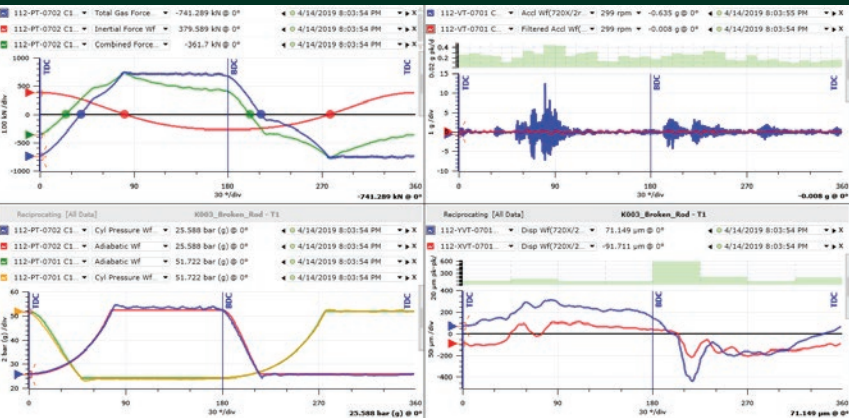 112-PT-0702 C1... Total Gas Force... -741.289 kN @ 0° 4/14/2019 8:03:54 PM X
112-PT-0702 C1... Inertial Force Wf 379.589 kN @ 0° 4/14/2019 8:03:54 PM X
112-PT-0702 C1... Combined Force... -361.7 kN @ 0° 4/14/2019 8:03:54 PM X
1000
500
0
-500
-1000
100 kN/div
TDC
BDC
TDC
0 90 180 270 360
30 °/div
-741.289 kN @ 0°
112-VT-0701 C... Accl Wf(720X/2r... 299 rpm -0.635 g @ 0° 4/14/2019 8:03:55 PM X
112-VT-0701 C... Filtered Accl Wf(... 299 rpm -0.008 g @ 0° 4/14/2019 8:03:54 PM X
0.4
0.2
0.02 g pk/d
15
10
5
0
-5
-10
1 g /div
TDC
BDC
TDC
0 90 180 270 360
30 °/div
-0.008 g @ 0°
Reciprocating [All Data] K003_Broken_Rod - T1
112-PT-0702 C1... Cyl Pressure Wf 25.588 bar (g) @ 0° 4/14/2019 8:03:54 PM X
112-PT-0702 C1... Adiabatic Wf 25.588 bar (g) @ 0° 4/14/2019 8:03:54 PM X
112-PT-0701 C1... Adiabatic Wf 51.722 bar (g) @ 0° 4/14/2019 8:03:54 PM X
112-PT-0701 C1... Cyl Pressure Wf 51.722 bar (g) @ 0° 4/14/2019 8:03:54 PM X
60
50
40
30
20
2 bar (g) /div
TDC
BDC
TDC
0 90 180 270 360
30 °/div
25.588 bar (g) @ 0°
Reciprocating [All Data] K003_Broken_Rod - T1
112-YVT-0701... Disp Wf(720X/2... 71.149 µm @ 0° 4/14/2019 8:03:54 PM X
112-XVT-0701... Disp Wf(720X/2... -91.711 µm @ 0° 4/14/2019 8:03:54 PM X
600
300
20 µm pk-pk/
400
200
0
-200
-400
50 µm /div
TDC
BDC
TDC
0 90 180 270 360
30 °/div
71.149 µm @ 0°